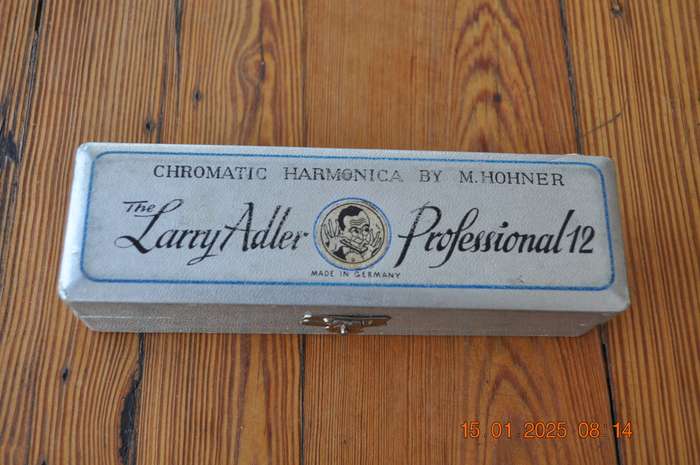 CHROMATIC HARMONICA BY M. HOHNER
The Larry Adler Professional 12
MADE IN GERMANY
15 01 2025 08 14